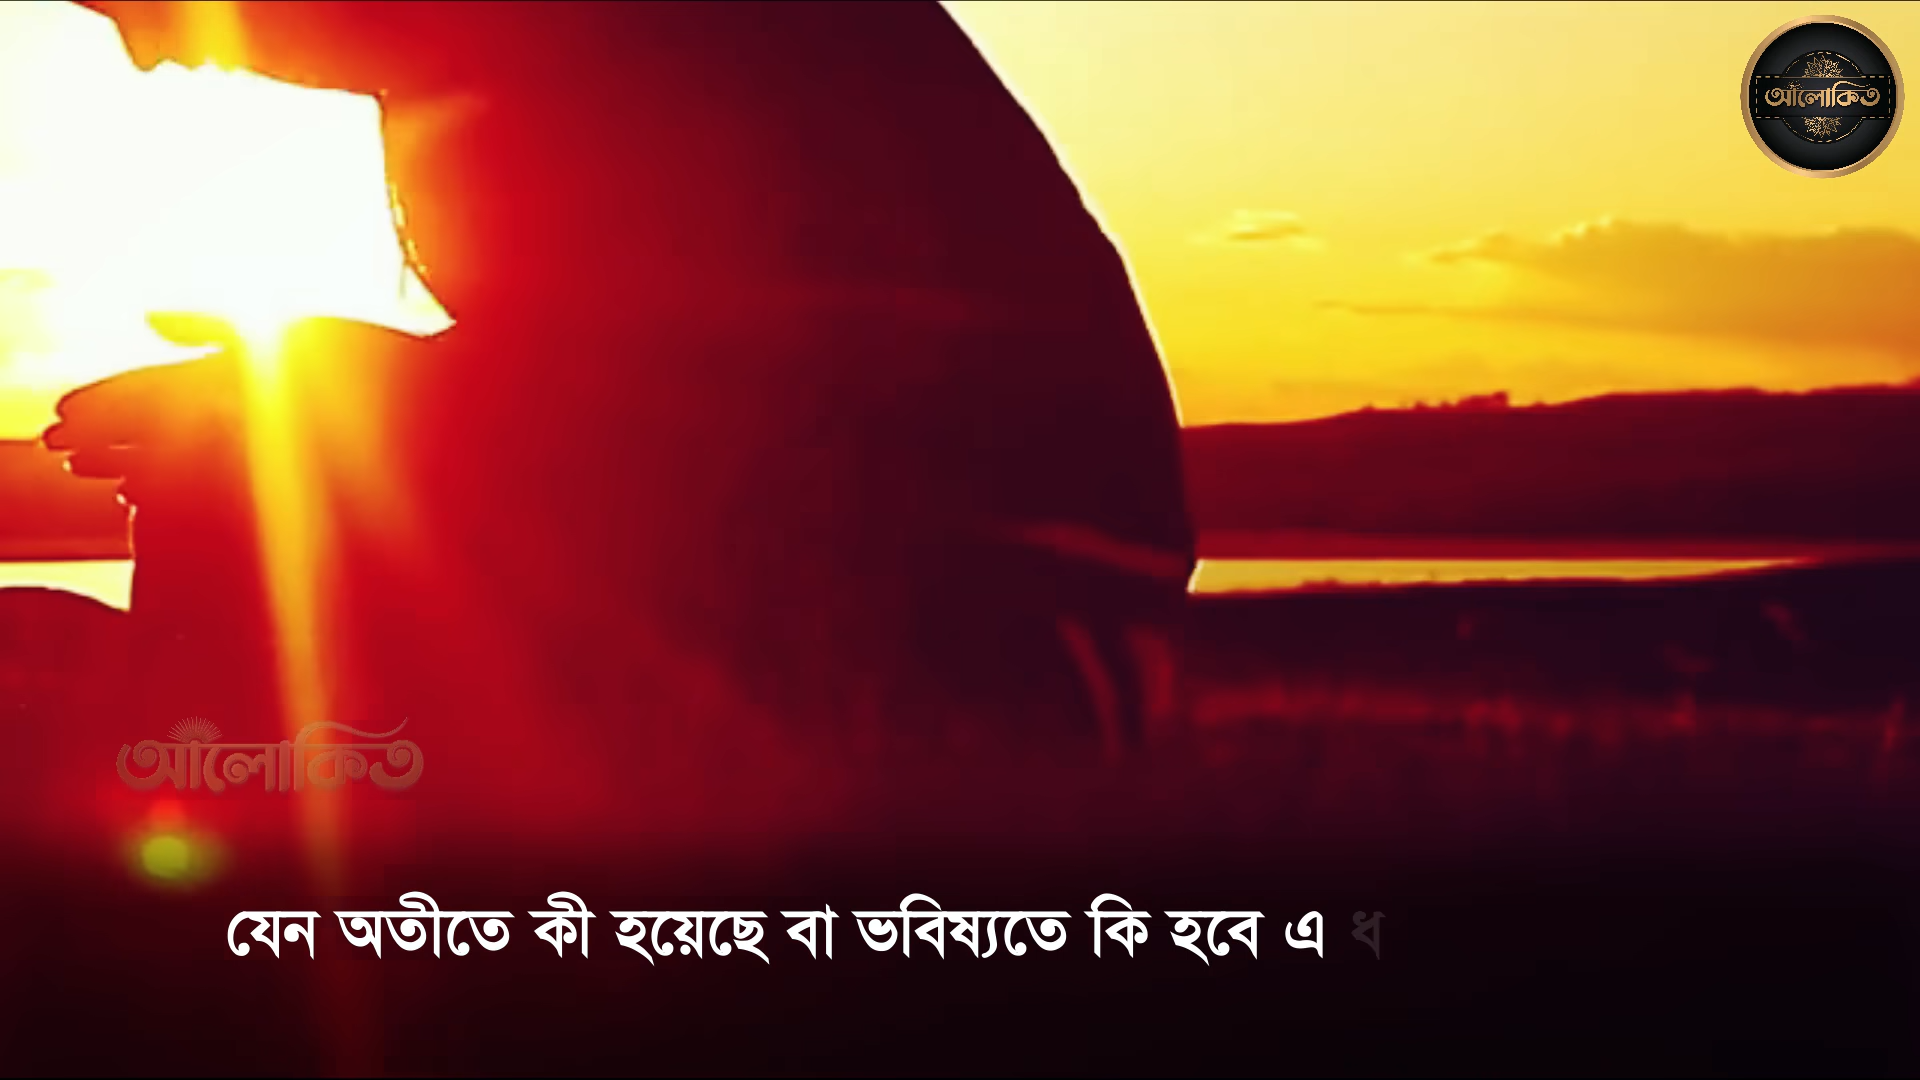 আলোকিত
আলোকিত
যেন অতীতে কী হয়েছে বা ভবিষ্যতে কি হবে এ ধ